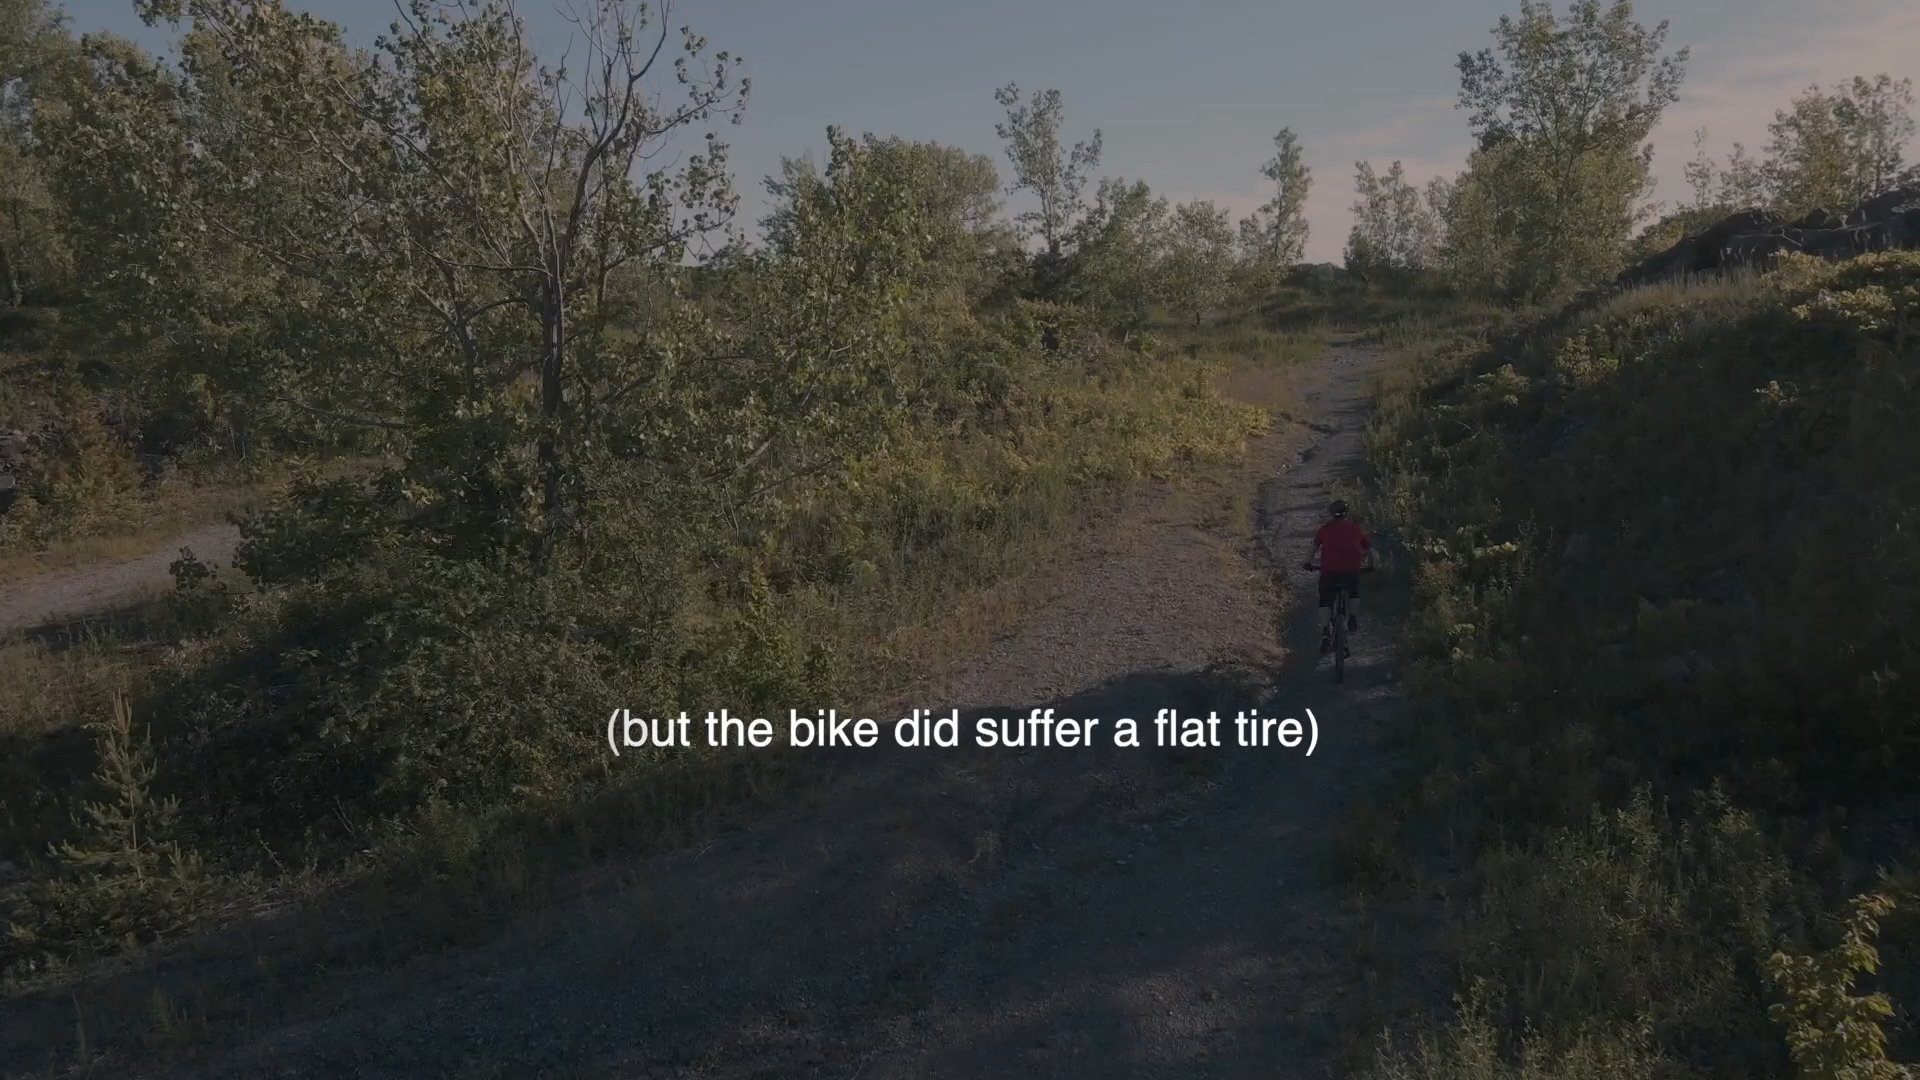 (but the bike did suffer a flat tire)